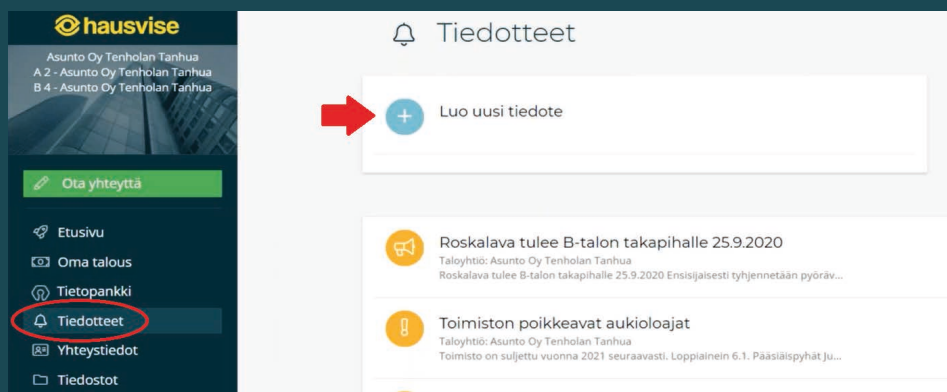 hausvise
Asunto Oy Tenholan Tanhua
A 2 - Asunto Oy Tenholan Tanhua
B 4 - Asunto Oy Tenholan Tanhua
Ota yhteyttä
Etusivu
Oma talous
Tietopankki
Tiedotteet
Yhteystiedot
Tiedostot
Tiedotteet
Luo uusi tiedote
Roskalava tulee B-talon takapihalle 25.9.2020
Taloyhtiö: Asunto Oy Tenholan Tanhua
Roskalava tulee B-talon takapihalle 25.9.2020 Ensisijaisesti tyhjennetään pyöräv...
Toimiston poikkeavat aukioloajat
Taloyhtiö: Asunto Oy Tenholan Tanhua
Toimisto on suljettu vuonna 2021 seuraavasti. Loppiainein 6.1. Pääsiäispyhät Ju...